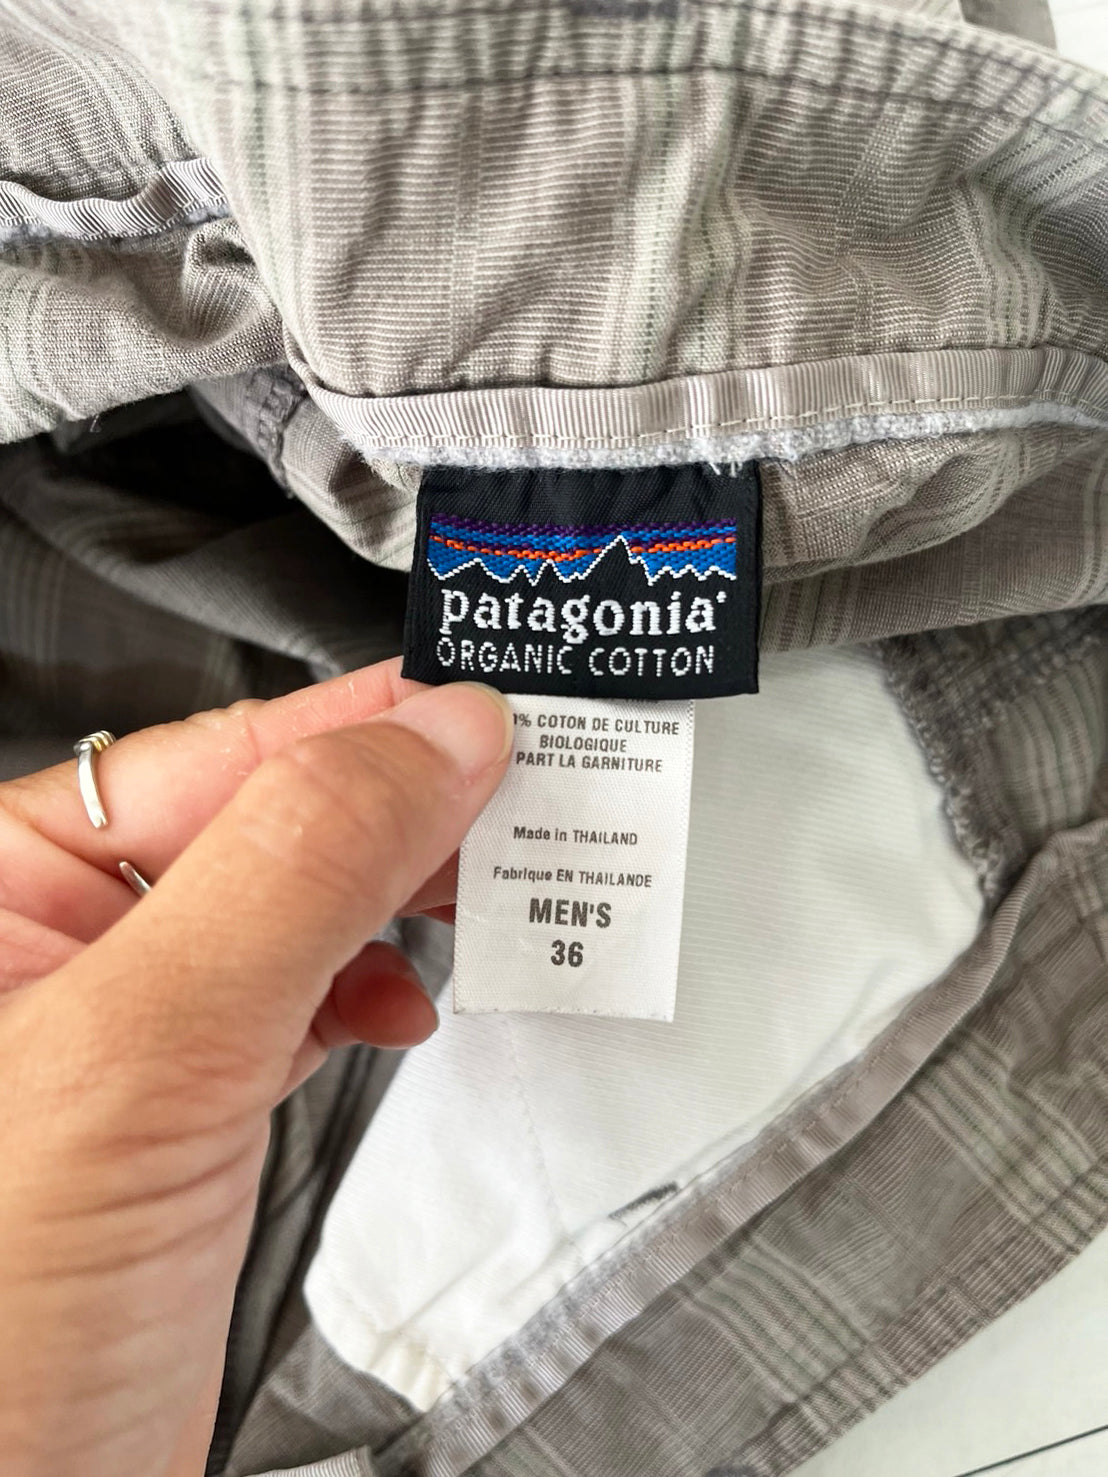 patagonia®
ORGANIC COTTON
% COTON DE CULTURE
BIOLOGIQUE
PART LA GARNITURE
Made in THAILAND
Fabrique EN THAILANDE
MEN'S
36